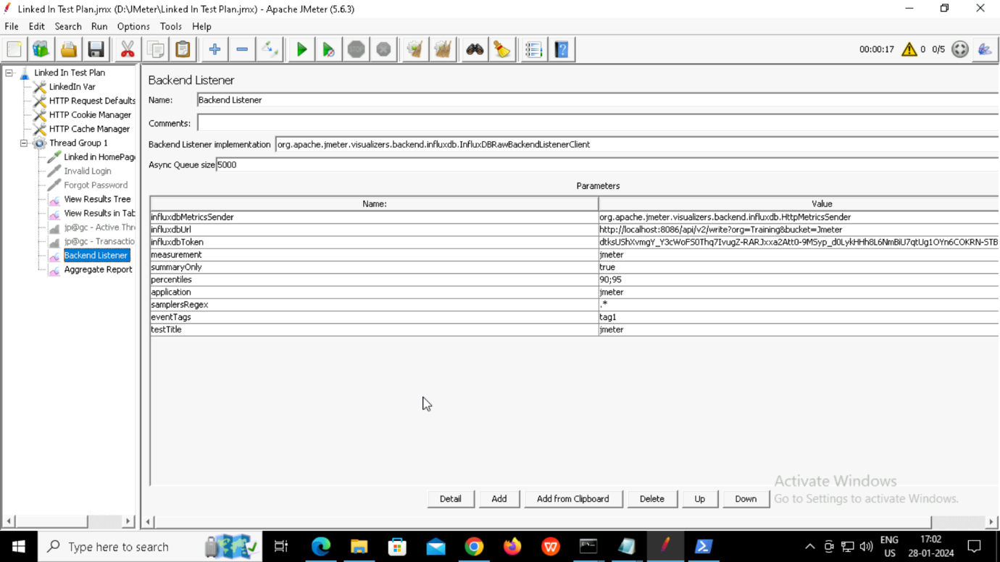 Linked In Test Plan.jmx (D:\JMeter\Linked In Test Plan.jmx) - Apache JMeter (5.6.3)
File Edit Search Run Options Tools Help
00:00:17 0 0/5
Linked In Test Plan
LinkedIn Var
HTTP Request Defaults
HTTP Cookie Manager
HTTP Cache Manager
Thread Group 1
Linked in HomePag
Invalid Login
Forgot Password
View Results Tree
View Results in Tab
jp@gc - Active Thr
jp@gc - Transactio
Backend Listener
Aggregate Report
Backend Listener
Name: Backend Listener
Comments:
Backend Listener implementation org.apache.jmeter.visualizers.backend.influxdb.InfluxDBRawBackendListenerClient
Async Queue size 5000
Parameters
Name: Value
influxdbMetricsSender org.apache.jmeter.visualizers.backend.influxdb.HttpMetricsSender
influxdbUrl http://localhost:8086/api/v2/write?org=Training&bucket=Jmeter
influxdbToken
measurement jmeter
summaryOnly true
percentiles 90;95
application jmeter
samplersRegex .*
eventTags tag1
testTitle jmeter
Detail Add Add from Clipboard Delete Up Down
Activate Windows
Go to Settings to activate Windows.
Type here to search
ENG
US
17:02
28-01-2024